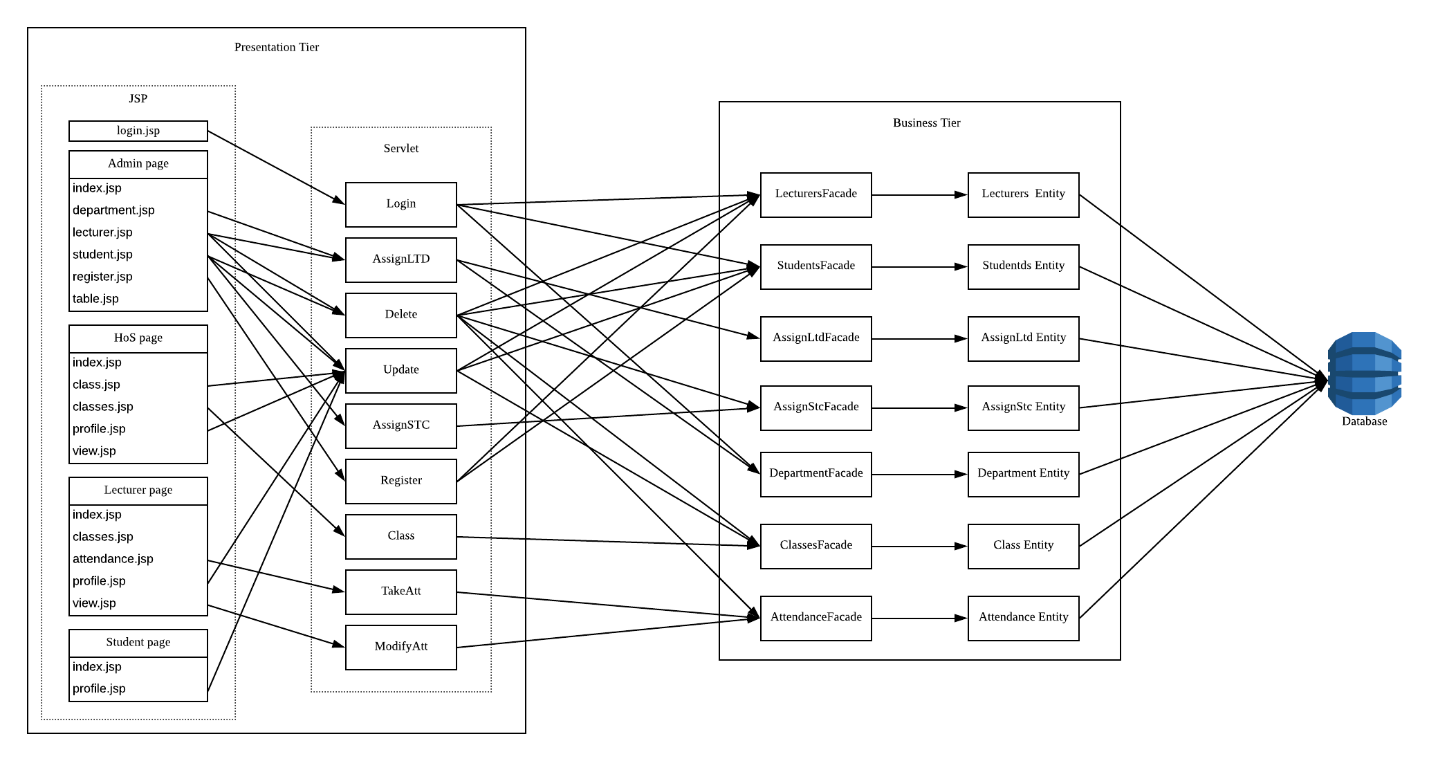 Presentation Tier
JSP
login.jsp
Admin page
index.jsp
department.jsp
lecturer.jsp
student.jsp
register.jsp
table.jsp
HoS page
index.jsp
class.jsp
classes.jsp
profile.jsp
view.jsp
Lecturer page
index.jsp
classes.jsp
attendance.jsp
profile.jsp
view.jsp
Student page
index.jsp
profile.jsp
Servlet
Login
AssignLTD
Delete
Update
AssignSTC
Register
Class
TakeAtt
ModifyAtt
Business Tier
LecturersFacade
Lecturers Entity
StudentsFacade
Studentds Entity
AssignLtdFacade
AssignLtd Entity
AssignStcFacade
AssignStc Entity
DepartmentFacade
Department Entity
ClassesFacade
Class Entity
AttendanceFacade
Attendance Entity
Database